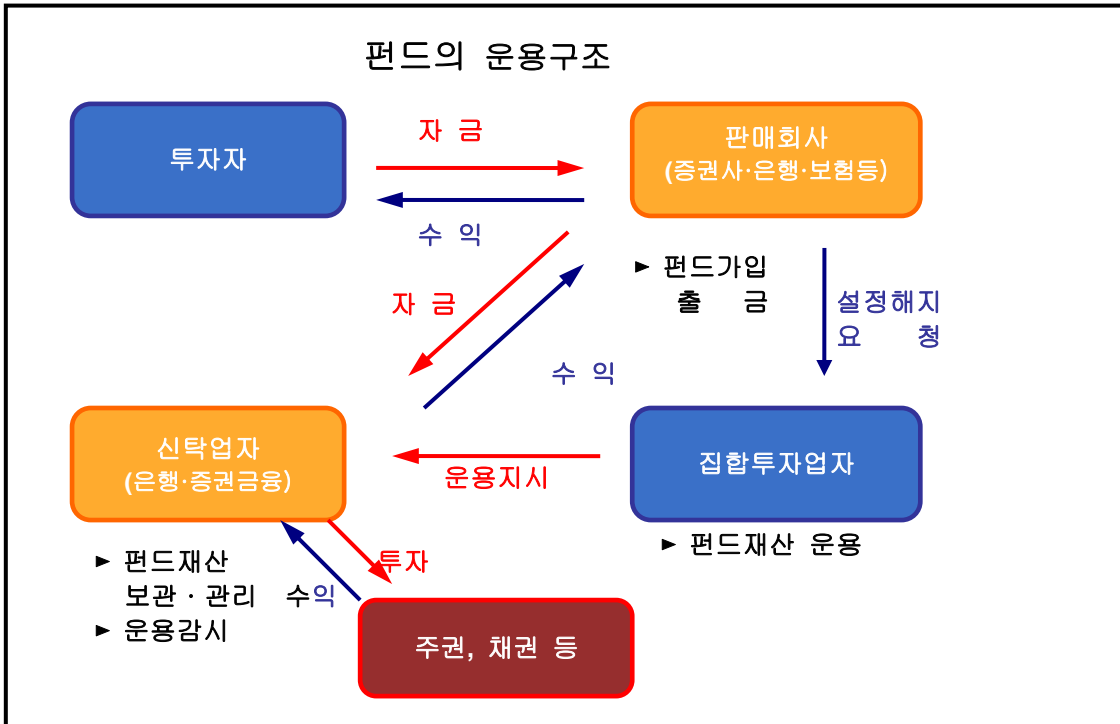 펀드의 운용구조
투자자
자 금
판매회사
(증권사·은행·보험등)
수 익
► 펀드가입
출 금
자 금
설정해지
요 청
수 익
신탁업자
(은행·증권금융)
운용지시
집합투자업자
► 펀드재산 운용
► 펀드재산
보관 · 관리
► 운용감시
투자
수익
주권, 채권 등